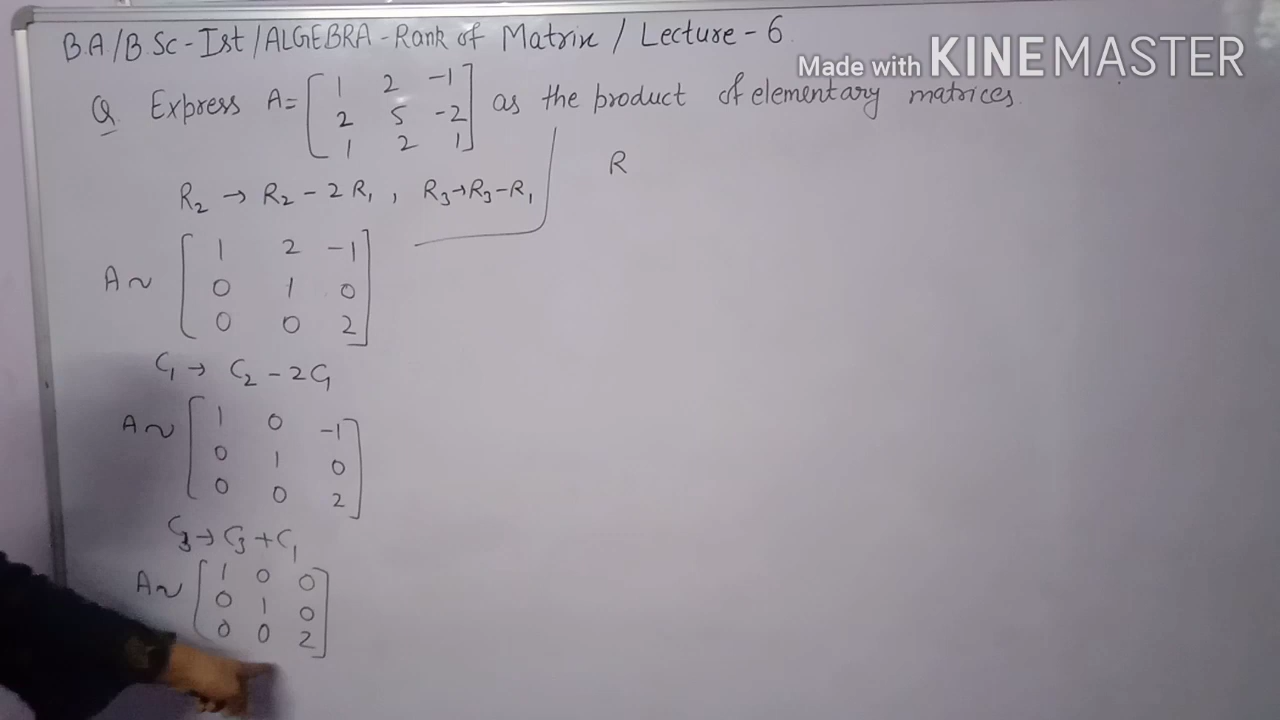 B.A/B.Sc-Ist/ALGEBRA-Rank of Matrix / Lecture-6.
Made with KINEMASTER
Q. Express A= [ 1 2 -1
2 5 -2
1 2 1 ] as the product of elementary matrices.
R₂ → R₂ - 2R₁ , R₃→R₃-R₁
R
A~ [ 1 2 -1
0 1 0
0 0 2 ]
C₁ → C₂ - 2C₁
A~ [ 1 0 -1
0 1 0
0 0 2 ]
C₃ → C₃ + C₁
A~ [ 1 0 0
0 1 0
0 0 2 ]